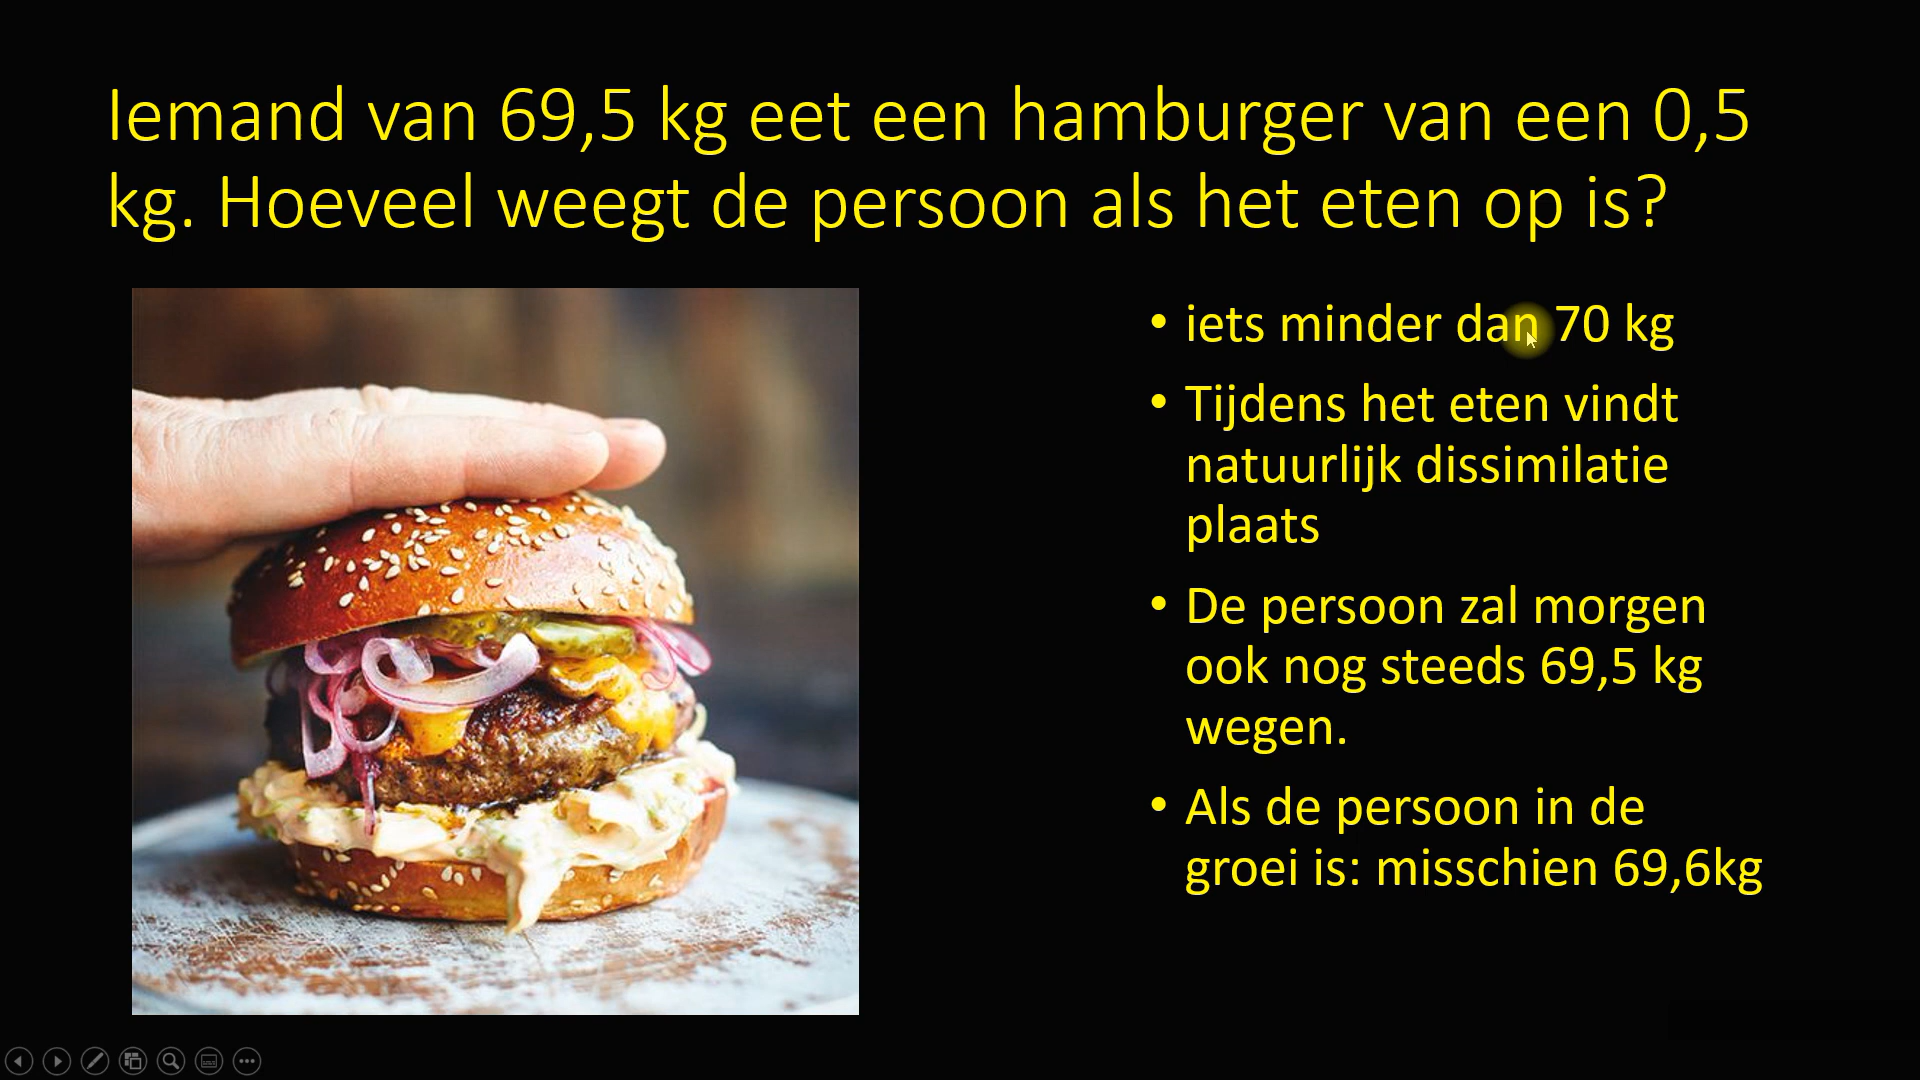 Iemand van 69,5 kg eet een hamburger van een 0,5
kg. Hoeveel weegt de persoon als het eten op is?
• iets minder dan 70 kg
• Tijdens het eten vindt
natuurlijk dissimilatie
plaats
• De persoon zal morgen
ook nog steeds 69,5 kg
wegen.
• Als de persoon in de
groei is: misschien 69,6kg